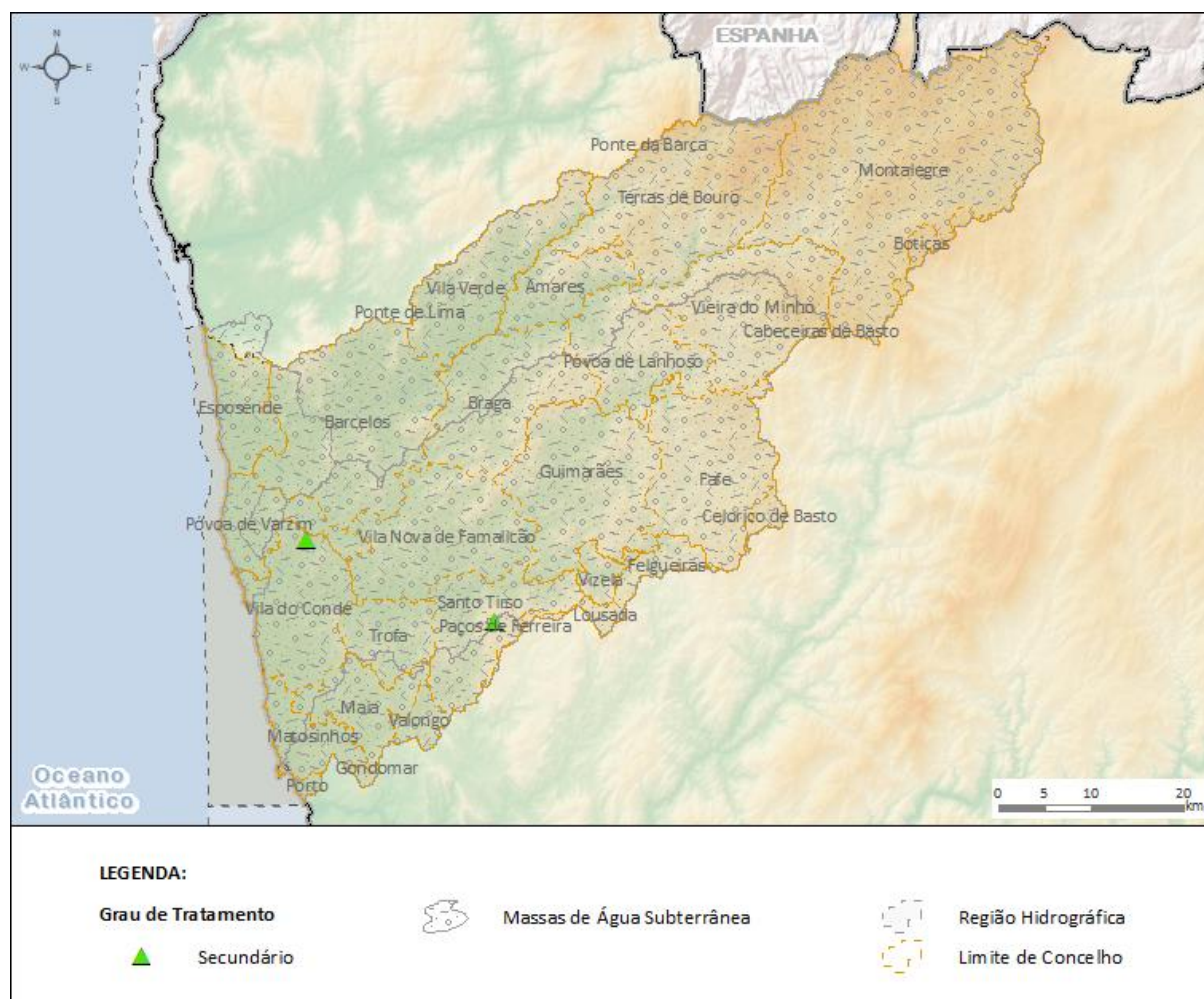 ESPANHA
N
W E
S
Ponte da Barca
Montalegre
Terras de Bouro
Boticas
Vila Verde
Amares
Ponte de Lima
Vieira do Minho
Cabeceiras de Basto
Póvoa de Lanhoso
Esposende
Braga
Barcelos
Guimarães
Fafe
Celorico de Basto
Póvoa de Varzim
Vila Nova de Famalicão
Felgueiras
Vizela
Vila do Conde
Santo Tirso
Lousada
Paços de Ferreira
Trofa
Maia
Valongo
Matosinhos
Gondomar
Porto
Oceano
Atlântico
0 5 10 20
km
LEGENDA:
Grau de Tratamento
Secundário
Massas de Água Subterrânea
Região Hidrográfica
Limite de Concelho